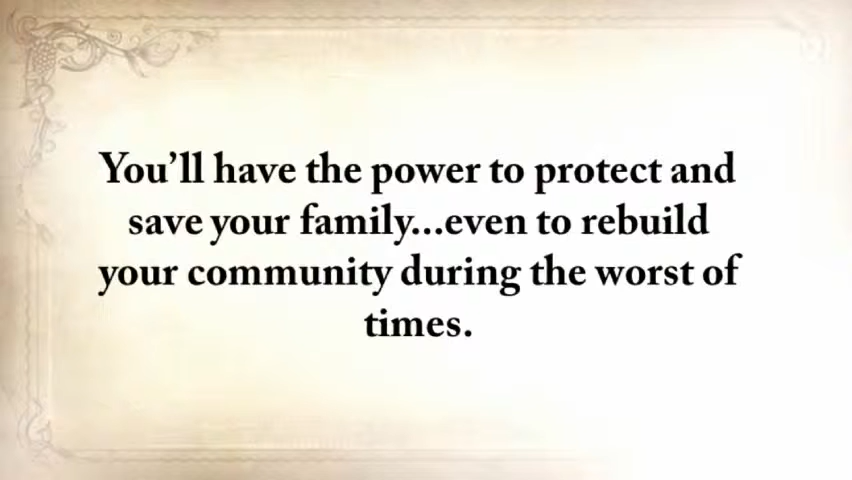 You’ll have the power to protect and
save your family...even to rebuild
your community during the worst of
times.